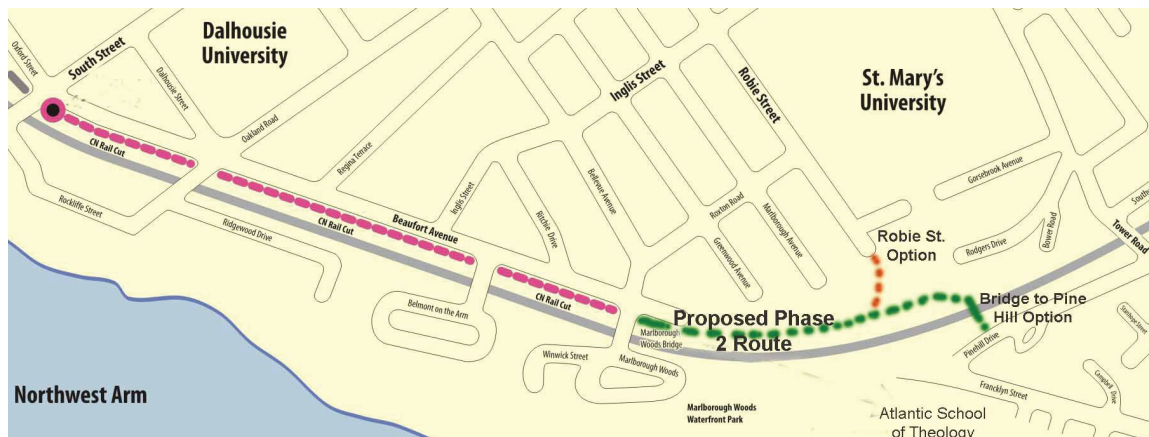 Oxford Street
South Street
Dalhousie
University
Dalhousie Street
Oakland Road
Regina Terrace
Inglis Street
Robie Street
St. Mary's
University
CN Rail Cut
Rockliffe Street
Ridgewood Drive
CN Rail Cut
Beaufort Avenue
Inglis Street
Ritchie Drive
Bellevue Avenue
Roxton Road
Greenwood Avenue
Marlborough Avenue
Gorsebrook Avenue
Robie St.
Option
Rodgers Drive
Bower Road
Tower Road
CN Rail Cut
Belmont on the Arm
Proposed Phase
2 Route
Marlborough
Woods Bridge
Bridge to Pine
Hill Option
Pinehill Drive
Winwick Street
Marlborough Woods
Francklyn Street
Campbell Drive
Stanhope Street
Northwest Arm
Marlborough Woods
Waterfront Park
Atlantic School
of Theology